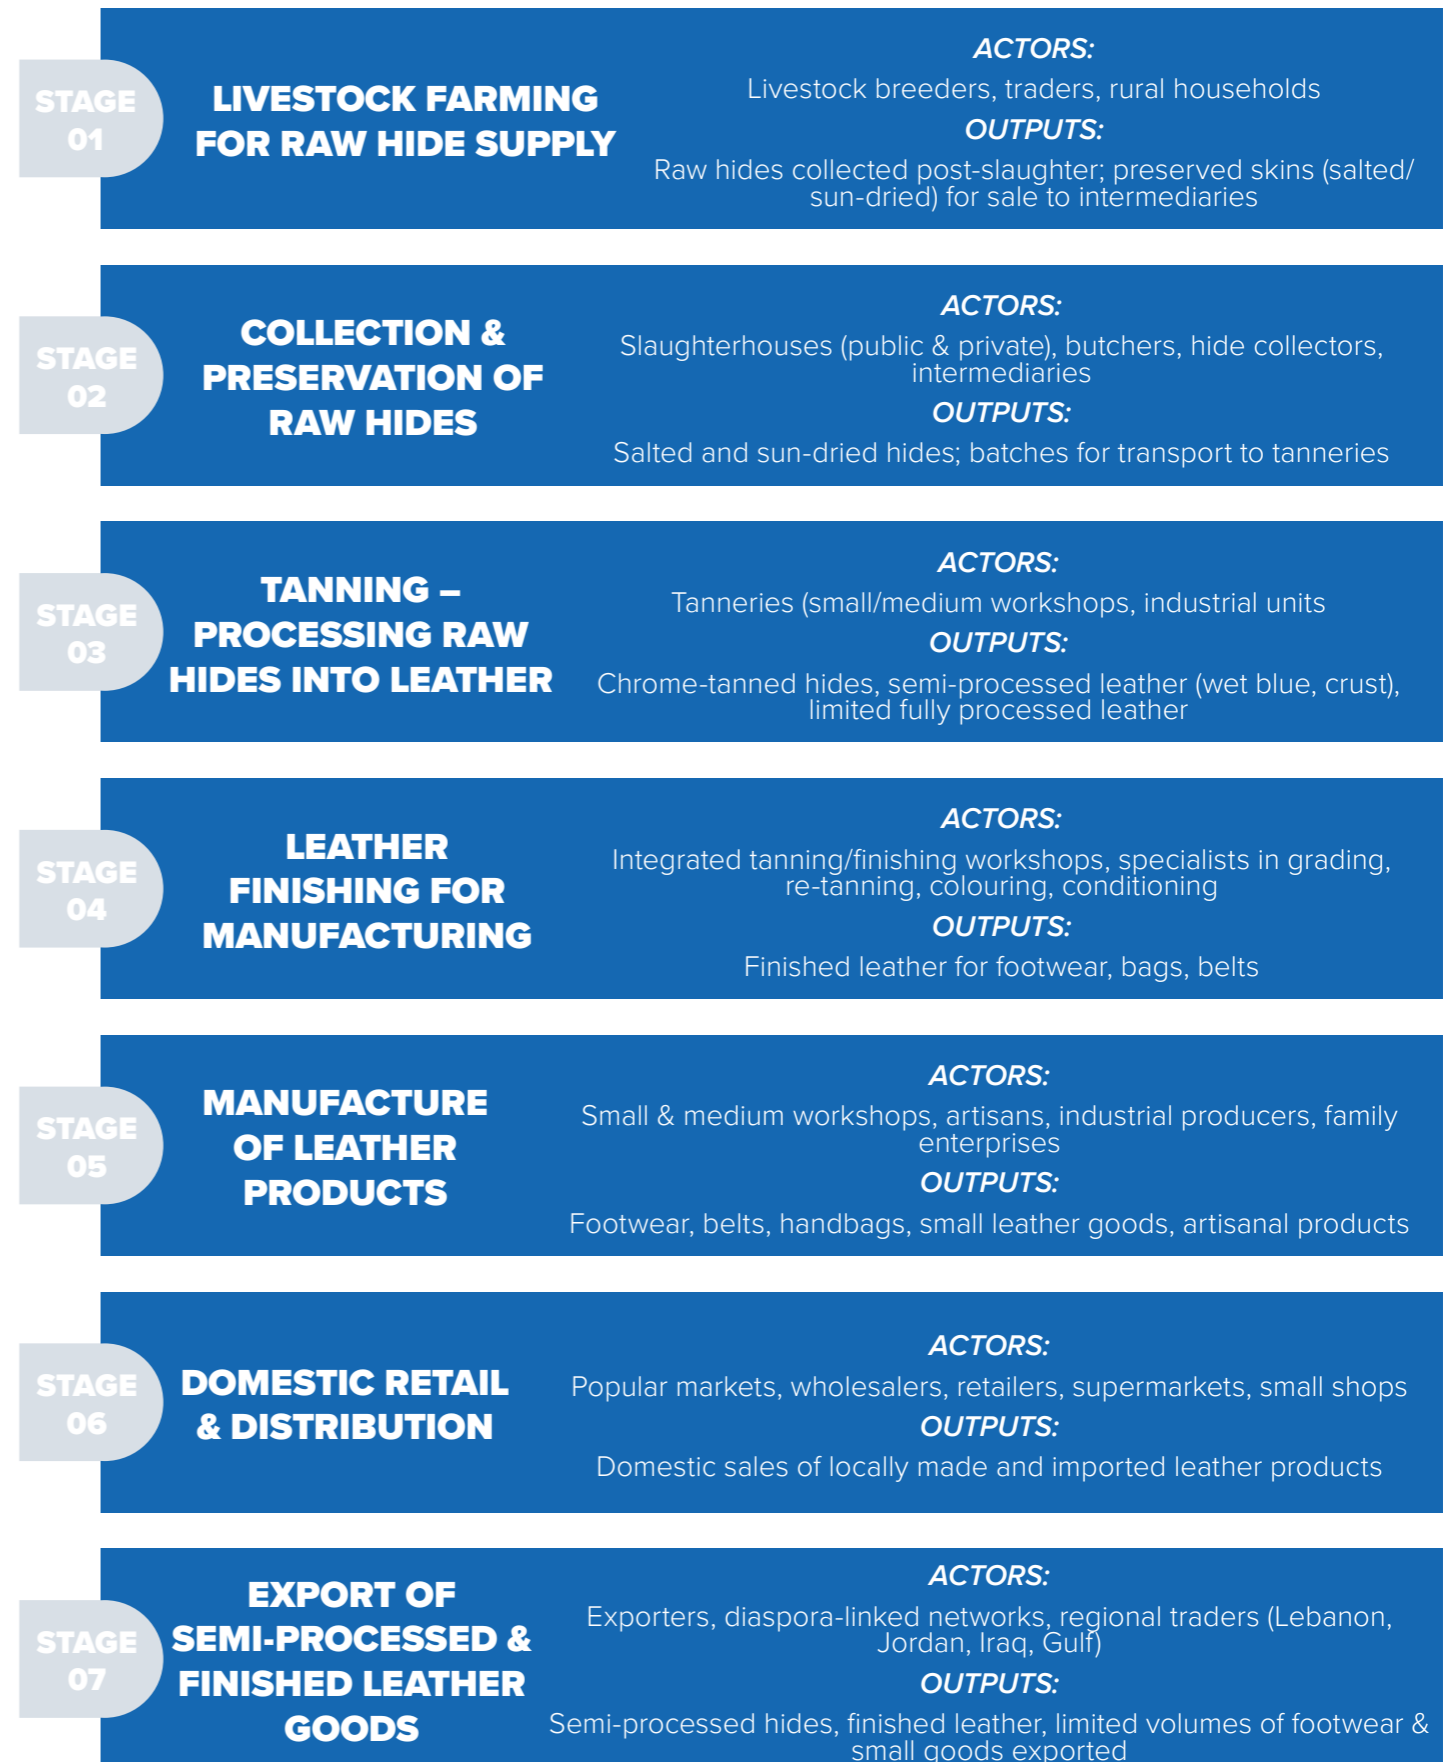 STAGE
01
LIVESTOCK FARMING
FOR RAW HIDE SUPPLY
ACTORS:
Livestock breeders, traders, rural households
OUTPUTS:
Raw hides collected post-slaughter; preserved skins (salted/
sun-dried) for sale to intermediaries
STAGE
02
COLLECTION &
PRESERVATION OF
RAW HIDES
ACTORS:
Slaughterhouses (public & private), butchers, hide collectors,
intermediaries
OUTPUTS:
Salted and sun-dried hides; batches for transport to tanneries
STAGE
03
TANNING –
PROCESSING RAW
HIDES INTO LEATHER
ACTORS:
Tanneries (small/medium workshops, industrial units
OUTPUTS:
Chrome-tanned hides, semi-processed leather (wet blue, crust),
limited fully processed leather
STAGE
04
LEATHER
FINISHING FOR
MANUFACTURING
ACTORS:
Integrated tanning/finishing workshops, specialists in grading,
re-tanning, colouring, conditioning
OUTPUTS:
Finished leather for footwear, bags, belts
STAGE
05
MANUFACTURE
OF LEATHER
PRODUCTS
ACTORS:
Small & medium workshops, artisans, industrial producers, family
enterprises
OUTPUTS:
Footwear, belts, handbags, small leather goods, artisanal products
STAGE
06
DOMESTIC RETAIL
& DISTRIBUTION
ACTORS:
Popular markets, wholesalers, retailers, supermarkets, small shops
OUTPUTS:
Domestic sales of locally made and imported leather products
STAGE
07
EXPORT OF
SEMI-PROCESSED &
FINISHED LEATHER
GOODS
ACTORS:
Exporters, diaspora-linked networks, regional traders (Lebanon,
Jordan, Iraq, Gulf)
OUTPUTS:
Semi-processed hides, finished leather, limited volumes of footwear &
small goods exported